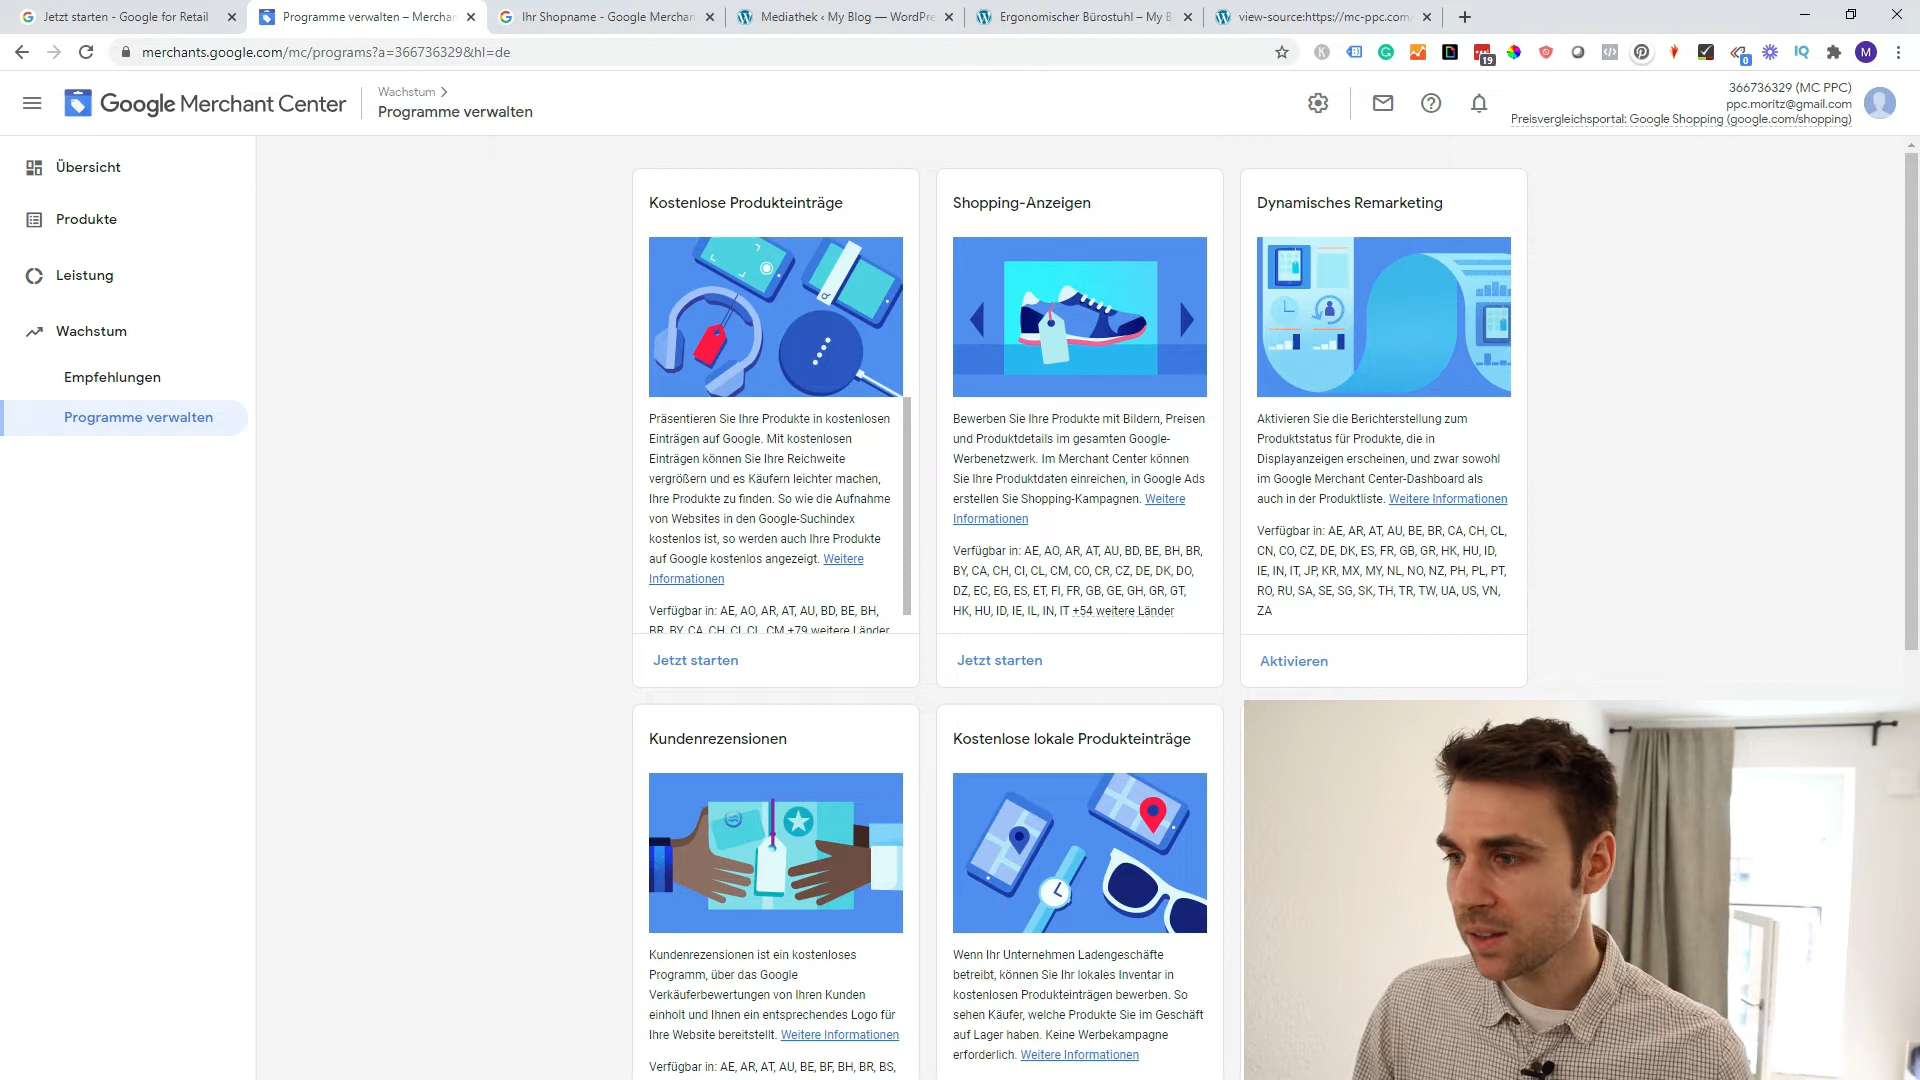 Jetzt starten - Google for Retail
Programme verwalten – Merchan
Ihr Shopname - Google Merchan
Mediathek ‹ My Blog — WordPre
Ergonomischer Bürostuhl – My B
view-source:https://mc-ppc.com
merchants.google.com/mc/programs?a=366736329&hl=de
19
0
IQ
M
Google Merchant Center
Wachstum
Programme verwalten
366736329 (MC PPC)
ppc.moritz@gmail.com
Preisvergleichsportal: Google Shopping (google.com/shopping)
Übersicht
Produkte
Leistung
Wachstum
Empfehlungen
Programme verwalten
Kostenlose Produkteinträge
Präsentieren Sie Ihre Produkte in kostenlosen
Einträgen auf Google. Mit kostenlosen
Einträgen können Sie Ihre Reichweite
vergrößern und es Käufern leichter machen,
Ihre Produkte zu finden. So wie die Aufnahme
von Websites in den Google-Suchindex
kostenlos ist, so werden auch Ihre Produkte
auf Google kostenlos angezeigt. Weitere
Informationen
Verfügbar in: AE, AO, AR, AT, AU, BD, BE, BH,
BR, BY, CA, CH, CI, CL, CM +79 weitere Länder
Jetzt starten
Shopping-Anzeigen
Bewerben Sie Ihre Produkte mit Bildern, Preisen
und Produktdetails im gesamten Google-
Werbenetzwerk. Im Merchant Center können
Sie Ihre Produktdaten einreichen, in Google Ads
erstellen Sie Shopping-Kampagnen. Weitere
Informationen
Verfügbar in: AE, AO, AR, AT, AU, BD, BE, BH, BR,
BY, CA, CH, CI, CL, CM, CO, CR, CZ, DE, DK, DO,
DZ, EC, EG, ES, ET, FI, FR, GB, GE, GH, GR, GT,
HK, HU, ID, IE, IL, IN, IT +54 weitere Länder
Jetzt starten
Dynamisches Remarketing
Aktivieren Sie die Berichterstellung zum
Produktstatus für Produkte, die in
Displayanzeigen erscheinen, und zwar sowohl
im Google Merchant Center-Dashboard als
auch in der Produktliste. Weitere Informationen
Verfügbar in: AE, AR, AT, AU, BE, BR, CA, CH, CL,
CN, CO, CZ, DE, DK, ES, FR, GB, GR, HK, HU, ID,
IE, IN, IT, JP, KR, MX, MY, NL, NO, NZ, PH, PL, PT,
RO, RU, SA, SE, SG, SK, TH, TR, TW, UA, US, VN,
ZA
Aktivieren
Kundenrezensionen
Kundenrezensionen ist ein kostenloses
Programm, über das Google
Verkäuferbewertungen von Ihren Kunden
einholt und Ihnen ein entsprechendes Logo für
Ihre Website bereitstellt. Weitere Informationen
Verfügbar in: AE, AR, AT, AU, BE, BF, BH, BR, BS,
Kostenlose lokale Produkteinträge
Wenn Ihr Unternehmen Ladengeschäfte
betreibt, können Sie Ihr lokales Inventar in
kostenlosen Produkteinträgen bewerben. So
sehen Käufer, welche Produkte Sie im Geschäft
auf Lager haben. Keine Werbekampagne
erforderlich. Weitere Informationen